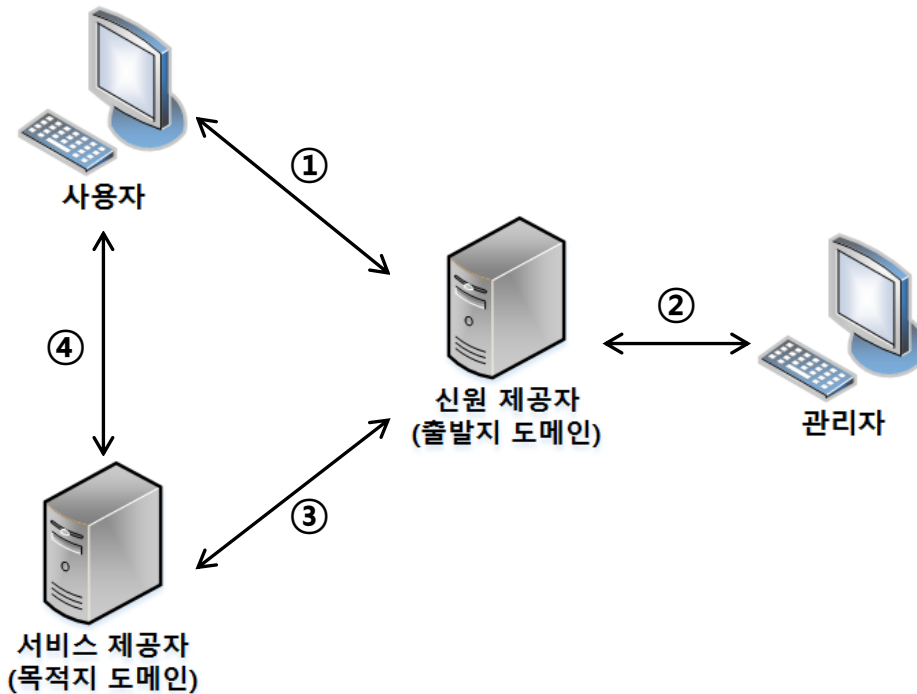 사용자
①
②
③
④
신원 제공자
(출발지 도메인)
관리자
서비스 제공자
(목적지 도메인)